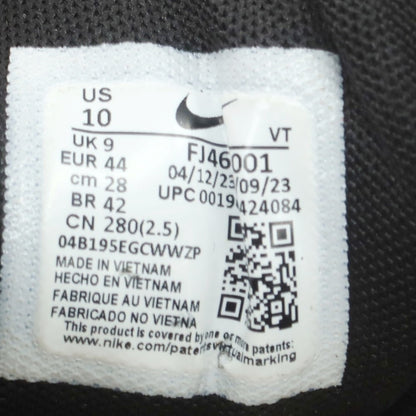 US
10
VT
UK 9
EUR 44
cm 28
BR 42
CN 280(2.5)
04B195EGCWWZP
MADE IN VIETNAM
HECHO EN VIETNAM
FABRIQUE AU VIETNAM
FABRICADO NO VIETNA
This product is covered by one or more patents:
www.nike.com/patents virtualmarking
04/12/23 /09/23
UPC 0019 424084